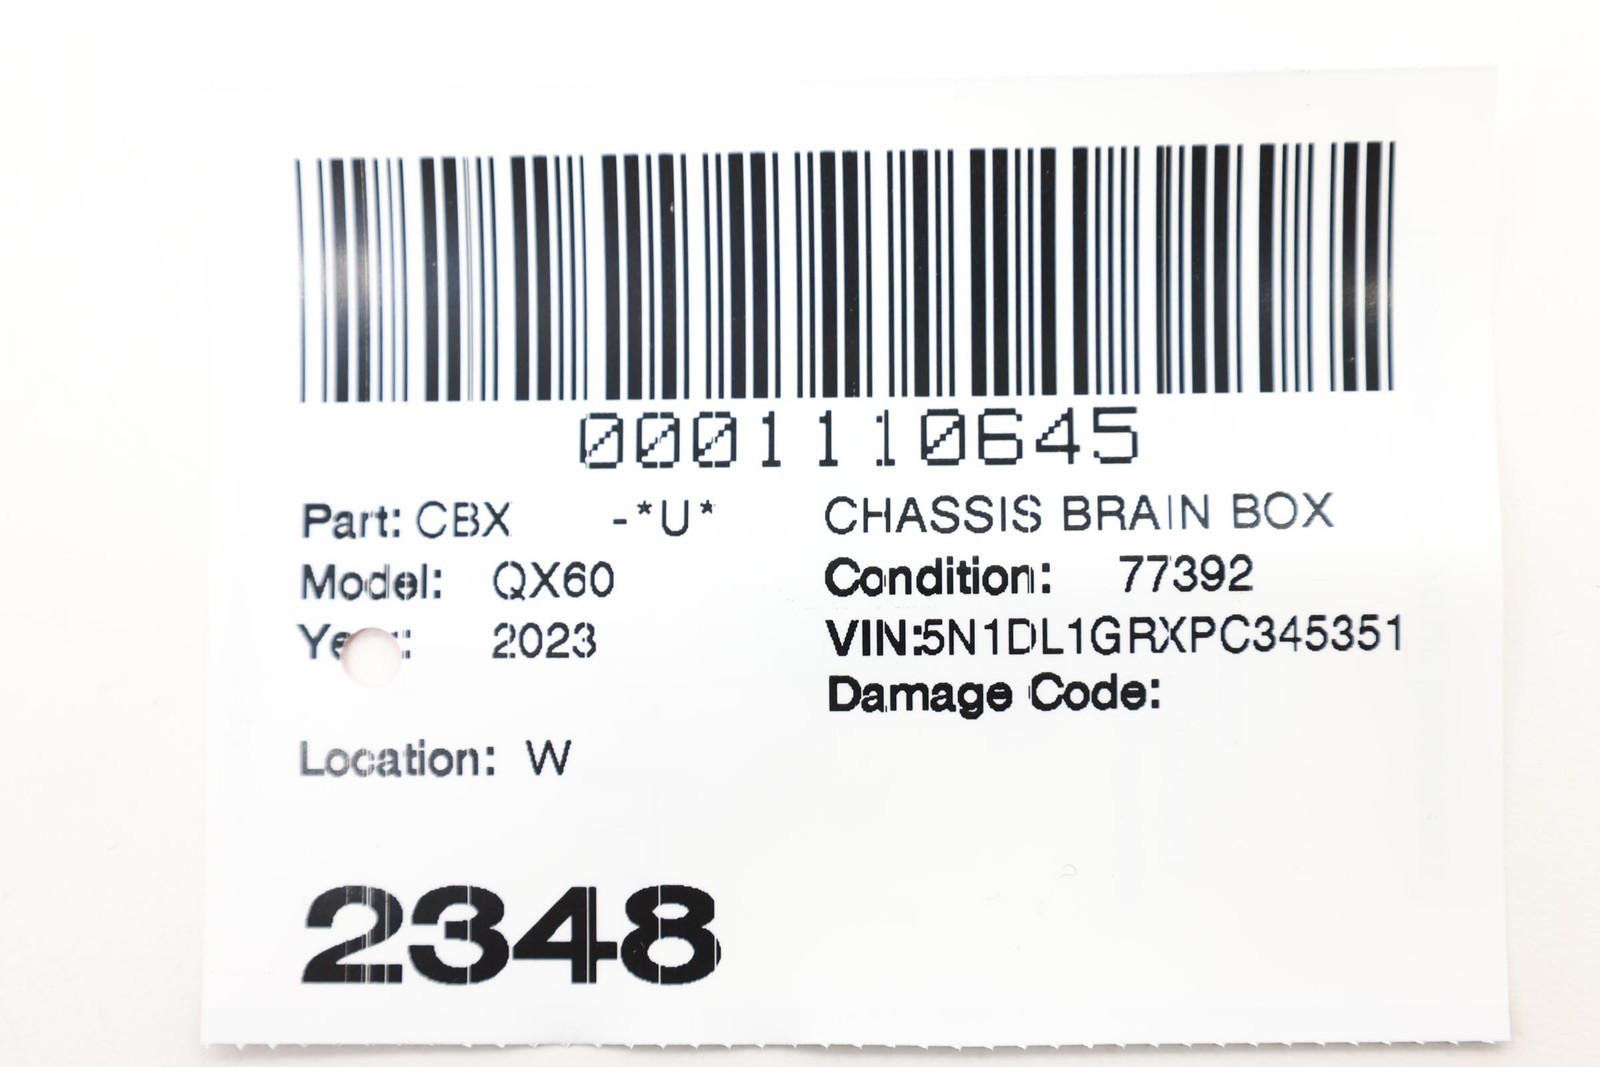 0001110645
Part: CBX -*U* CHASSIS BRAIN BOX
Model: QX60 Condition: 77392
2023 VIN:5N1DL1GRXPC345351
Damage Code:
Location: W
2348